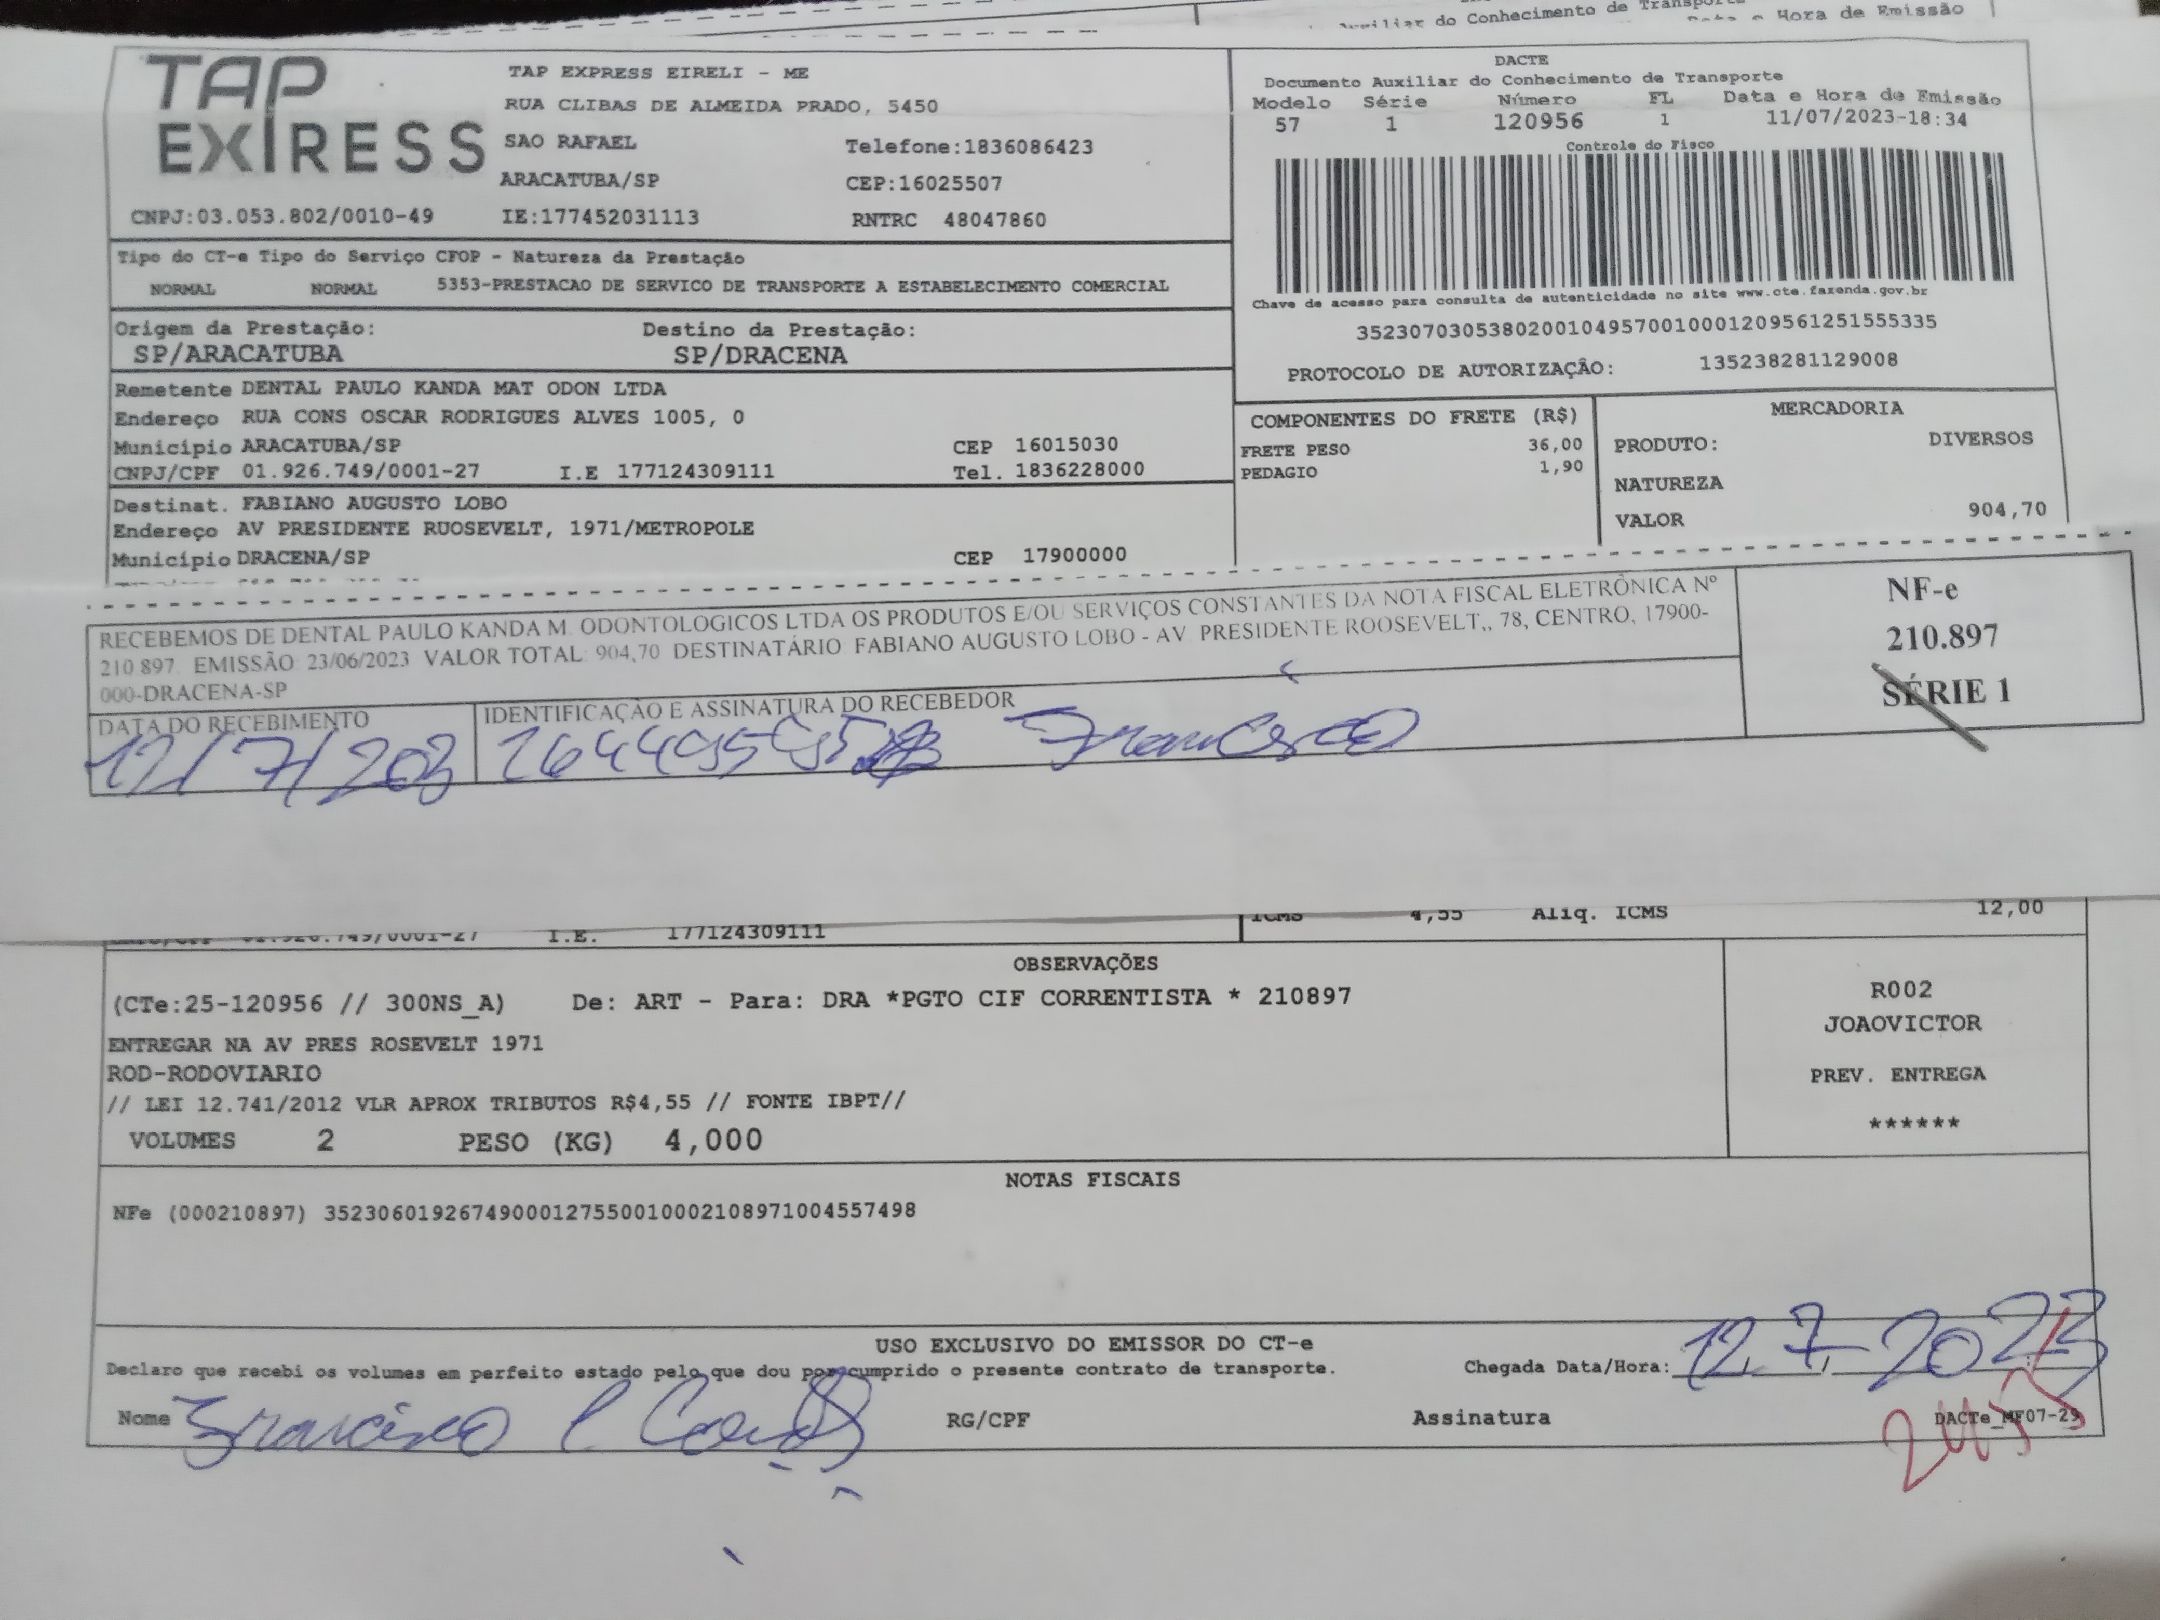 Auxiliar do Conhecimento de Transporte
Data e Hora de Emissão
TAP
EXPRESS
TAP EXPRESS EIRELI - ME
RUA CLIBAS DE ALMEIDA PRADO, 5450
SAO RAFAEL Telefone:1836086423
ARACATUBA/SP CEP:16025507
CNPJ:03.053.802/0010-49 IE:177452031113 RNTRC 48047860
DACTE
Documento Auxiliar do Conhecimento de Transporte
Modelo Série Número FL Data e Hora de Emissão
57 1 120956 1 11/07/2023-18:34
Controle do Fisco
Chave de acesso para consulta de autenticidade no site www.cte.fazenda.gov.br
35230703053802001049570010001209561251555335
PROTOCOLO DE AUTORIZAÇÃO: 135238281129008
Tipo do CT-e Tipo do Serviço CFOP - Natureza da Prestação
NORMAL NORMAL 5353-PRESTACAO DE SERVICO DE TRANSPORTE A ESTABELECIMENTO COMERCIAL
Origem da Prestação: Destino da Prestação:
SP/ARACATUBA SP/DRACENA
Remetente DENTAL PAULO KANDA MAT ODON LTDA
Endereço RUA CONS OSCAR RODRIGUES ALVES 1005, 0
Município ARACATUBA/SP CEP 16015030
CNPJ/CPF 01.926.749/0001-27 I.E 177124309111 Tel. 1836228000
Destinat. FABIANO AUGUSTO LOBO
Endereço AV PRESIDENTE RUOSEVELT, 1971/METROPOLE
Município DRACENA/SP CEP 17900000
COMPONENTES DO FRETE (R$)
FRETE PESO 36,00
PEDAGIO 1,90
MERCADORIA
PRODUTO: DIVERSOS
NATUREZA
VALOR 904,70
RECEBEMOS DE DENTAL PAULO KANDA M. ODONTOLOGICOS LTDA OS PRODUTOS E/OU SERVIÇOS CONSTANTES DA NOTA FISCAL ELETRÔNICA Nº
210.897. EMISSÃO: 23/06/2023 VALOR TOTAL: 904,70 DESTINATÁRIO: FABIANO AUGUSTO LOBO - AV. PRESIDENTE ROOSEVELT,, 78, CENTRO, 17900-
000-DRACENA-SP
NF-e
210.897
SÉRIE 1
DATA DO RECEBIMENTO IDENTIFICAÇÃO E ASSINATURA DO RECEBEDOR
12/7/203 Francisco
01.926.749/0001-27 I.E. 177124309111
ICMS 4,55 Aliq. ICMS 12,00
OBSERVAÇÕES
(CTe:25-120956 // 300NS_A) De: ART - Para: DRA *PGTO CIF CORRENTISTA * 210897
ENTREGAR NA AV PRES ROSEVELT 1971
ROD-RODOVIARIO
// LEI 12.741/2012 VLR APROX TRIBUTOS R$4,55 // FONTE IBPT//
VOLUMES 2 PESO (KG) 4,000
R002
JOAOVICTOR
PREV. ENTREGA
******
NOTAS FISCAIS
NFe (000210897) 35230601926749000127550010002108971004557498
USO EXCLUSIVO DO EMISSOR DO CT-e
Declaro que recebi os volumes em perfeito estado pelo que dou por cumprido o presente contrato de transporte. Chegada Data/Hora: 12 7 2023
Nome Francisco RG/CPF Assinatura DACTe_MF07-29